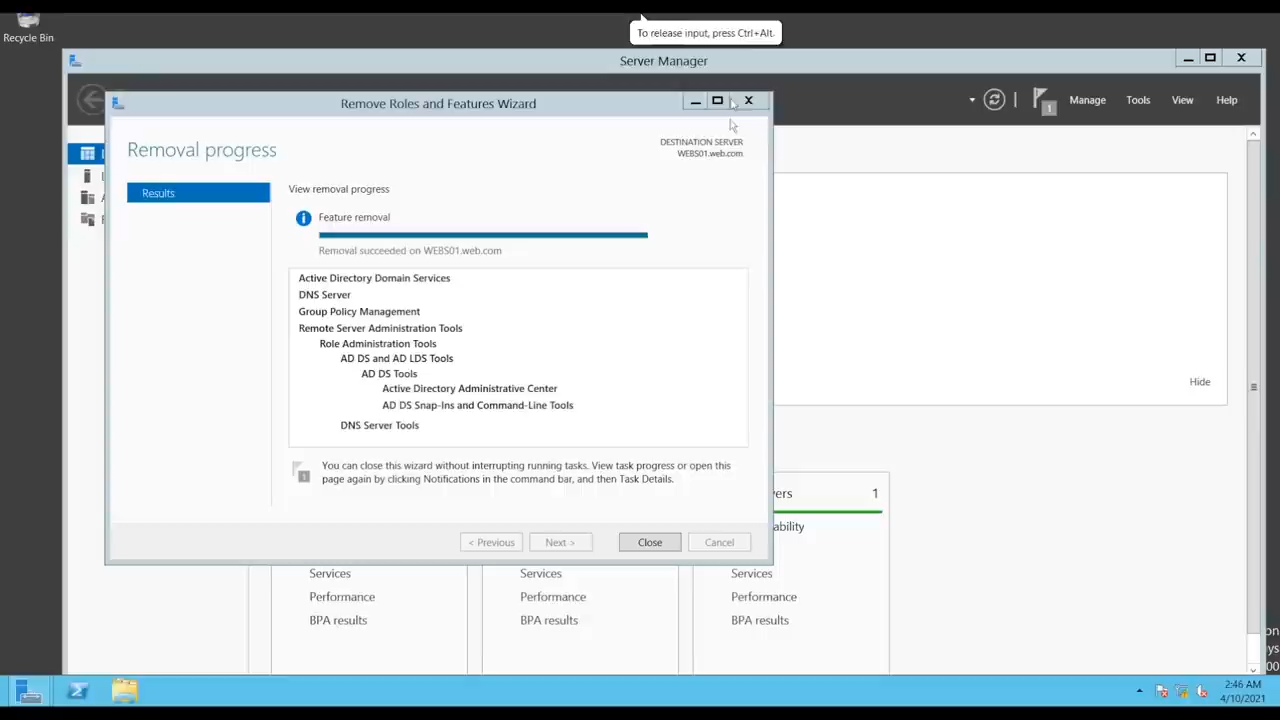 To release input, press Ctrl+Alt.
Recycle Bin
Server Manager
Remove Roles and Features Wizard
1
Manage
Tools
View
Help
Removal progress
DESTINATION SERVER
WEBS01.web.com
Results
View removal progress
Feature removal
Removal succeeded on WEBS01.web.com
Active Directory Domain Services
DNS Server
Group Policy Management
Remote Server Administration Tools
Role Administration Tools
AD DS and AD LDS Tools
AD DS Tools
Active Directory Administrative Center
AD DS Snap-Ins and Command-Line Tools
DNS Server Tools
Hide
1
You can close this wizard without interrupting running tasks. View task progress or open this
page again by clicking Notifications in the command bar, and then Task Details.
vers 1
ability
< Previous
Next >
Close
Cancel
Services
Services
Services
Performance
Performance
Performance
BPA results
BPA results
BPA results
2:46 AM
4/10/2021